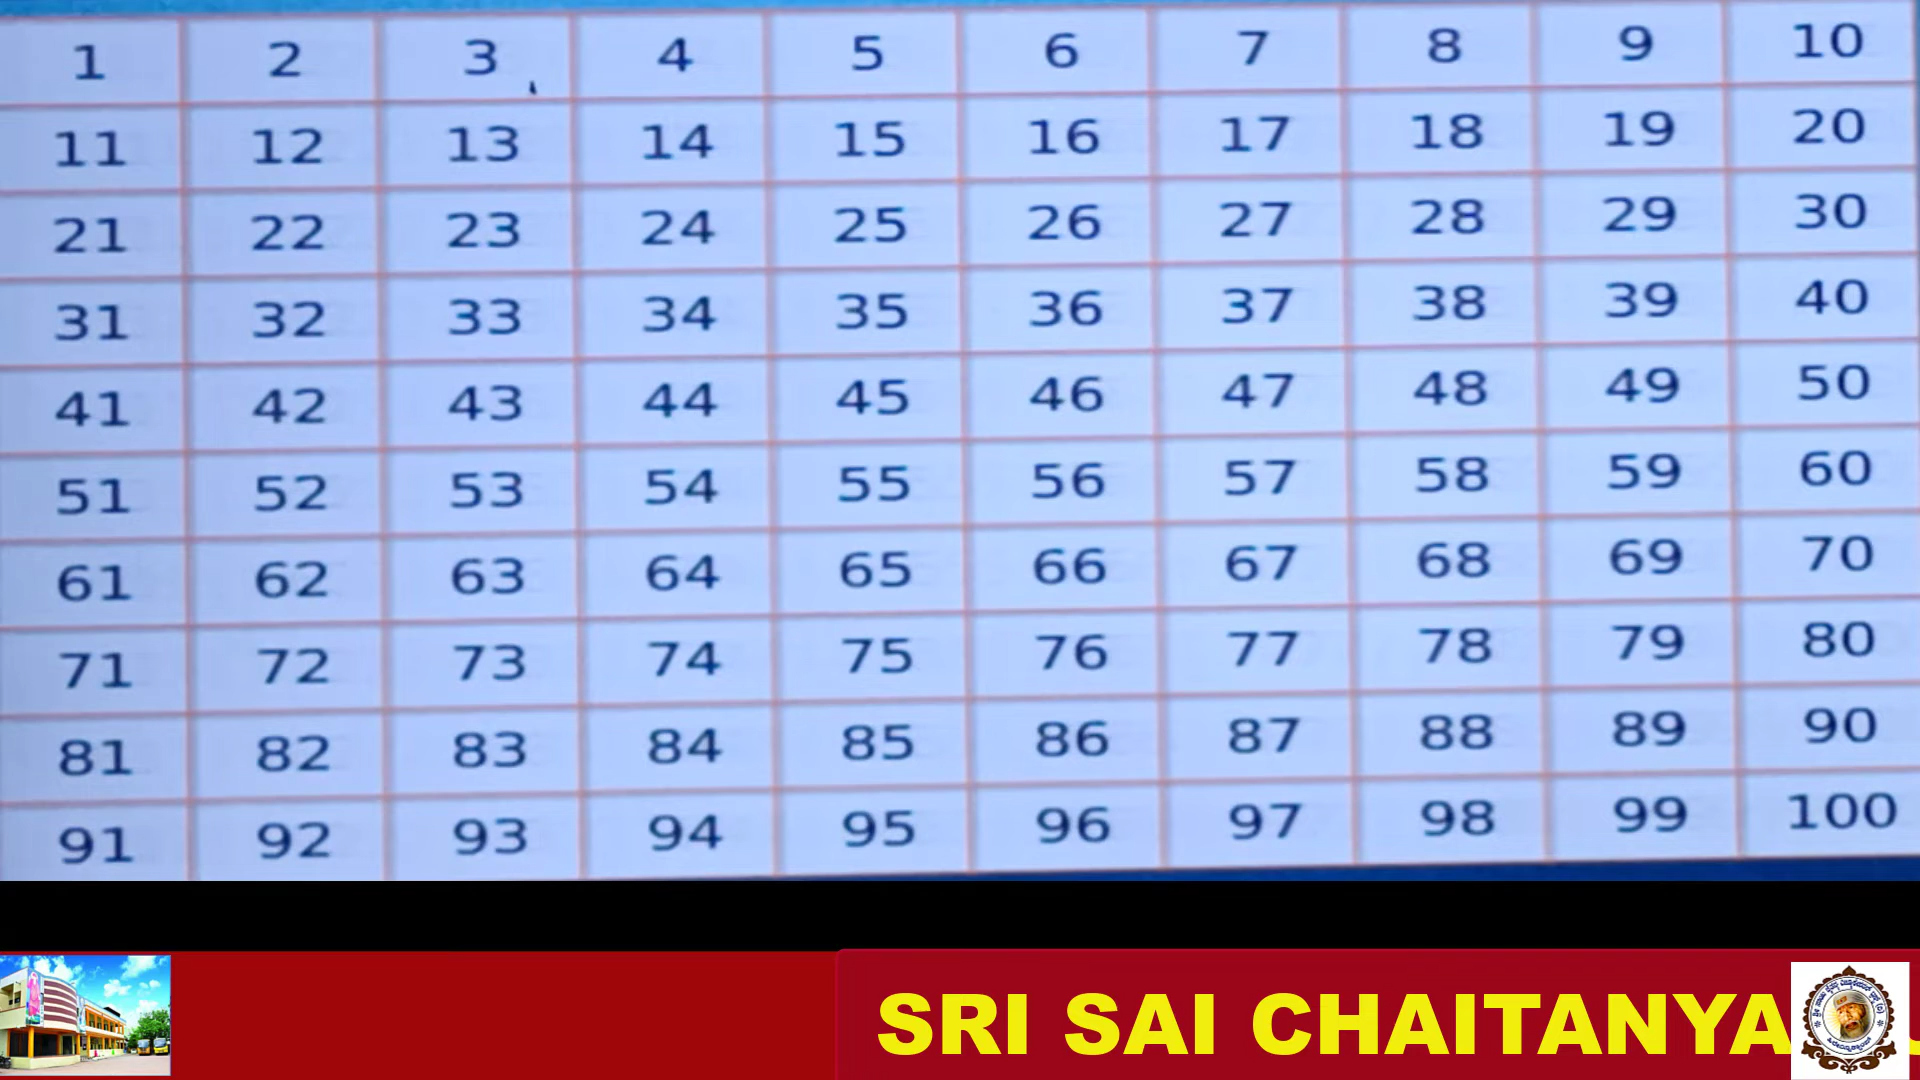 1 2 3 4 5 6 7 8 9 10
11 12 13 14 15 16 17 18 19 20
21 22 23 24 25 26 27 28 29 30
31 32 33 34 35 36 37 38 39 40
41 42 43 44 45 46 47 48 49 50
51 52 53 54 55 56 57 58 59 60
61 62 63 64 65 66 67 68 69 70
71 72 73 74 75 76 77 78 79 80
81 82 83 84 85 86 87 88 89 90
91 92 93 94 95 96 97 98 99 100
SRI SAI CHAITANYA